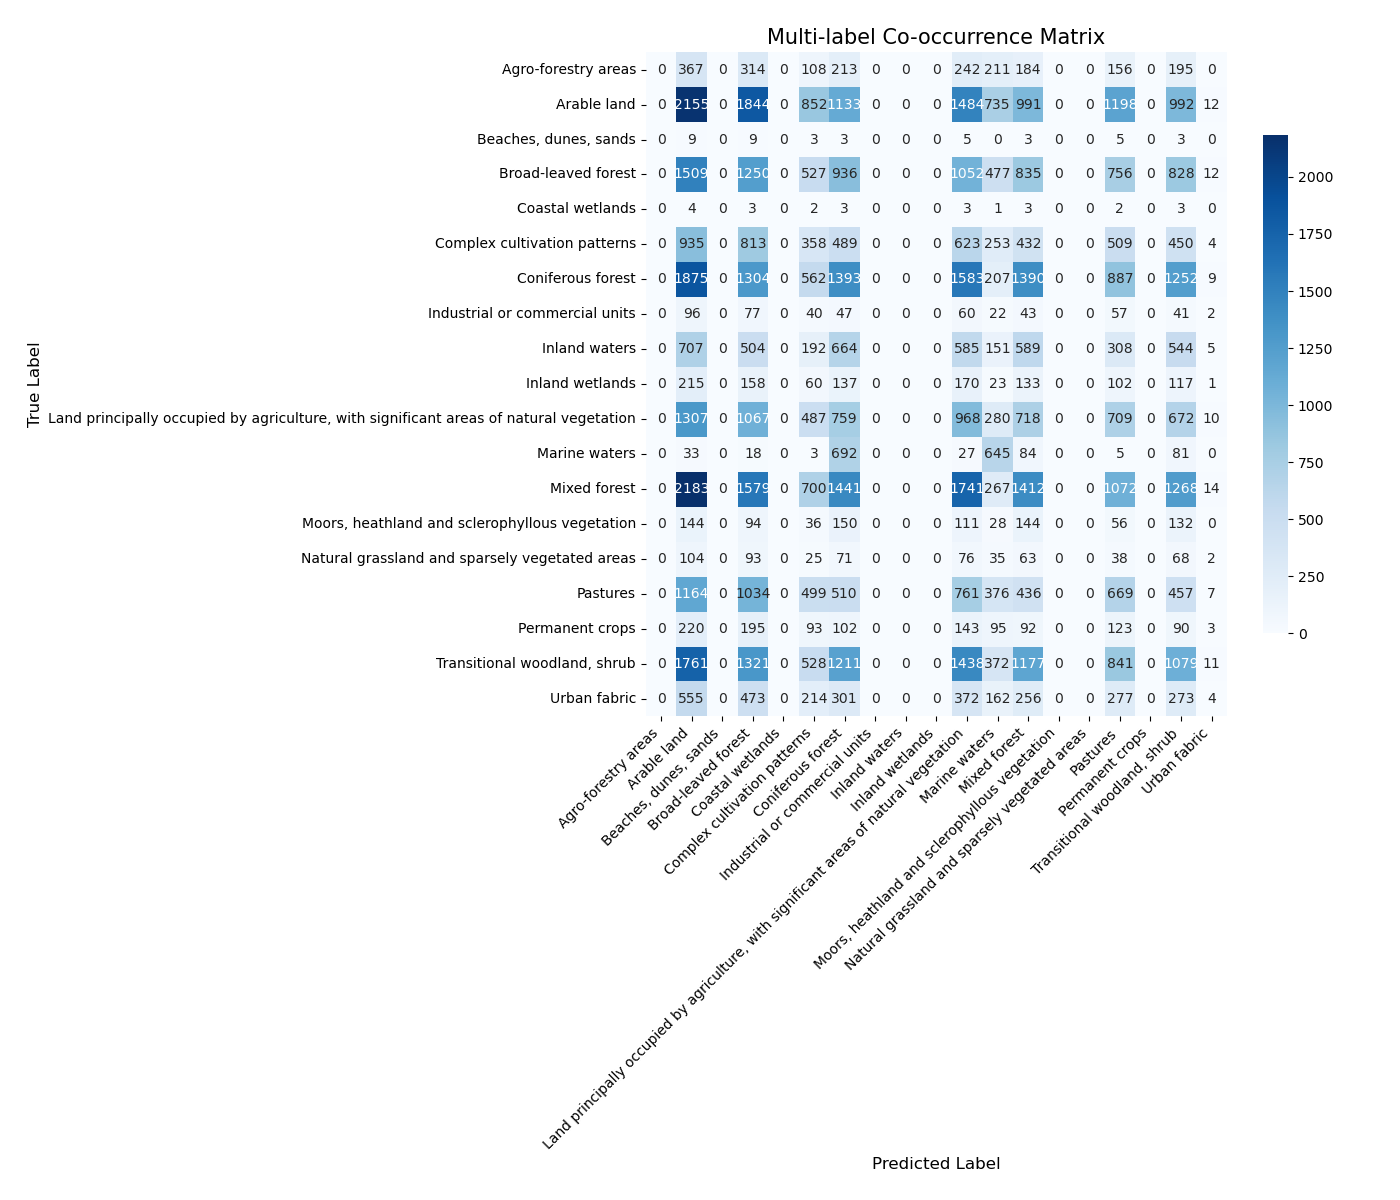 Multi-label Co-occurrence Matrix
True Label
Agro-forestry areas 0 367 0 314 0 108 213 0 0 0 242 211 184 0 0 156 0 195 0
Arable land 0 2155 0 1844 0 852 1133 0 0 0 1484 735 991 0 0 1198 0 992 12
Beaches, dunes, sands 0 9 0 9 0 3 3 0 0 0 5 0 3 0 0 5 0 3 0
Broad-leaved forest 0 1509 0 1250 0 527 936 0 0 0 1052 477 835 0 0 756 0 828 12
Coastal wetlands 0 4 0 3 0 2 3 0 0 0 3 1 3 0 0 2 0 3 0
Complex cultivation patterns 0 935 0 813 0 358 489 0 0 0 623 253 432 0 0 509 0 450 4
Coniferous forest 0 1875 0 1304 0 562 1393 0 0 0 1583 207 1390 0 0 887 0 1252 9
Industrial or commercial units 0 96 0 77 0 40 47 0 0 0 60 22 43 0 0 57 0 41 2
Inland waters 0 707 0 504 0 192 664 0 0 0 585 151 589 0 0 308 0 544 5
Inland wetlands 0 215 0 158 0 60 137 0 0 0 170 23 133 0 0 102 0 117 1
Land principally occupied by agriculture, with significant areas of natural vegetation 0 1307 0 1067 0 487 759 0 0 0 968 280 718 0 0 709 0 672 10
Marine waters 0 33 0 18 0 3 692 0 0 0 27 645 84 0 0 5 0 81 0
Mixed forest 0 2183 0 1579 0 700 1441 0 0 0 1741 267 1412 0 0 1072 0 1268 14
Moors, heathland and sclerophyllous vegetation 0 144 0 94 0 36 150 0 0 0 111 28 144 0 0 56 0 132 0
Natural grassland and sparsely vegetated areas 0 104 0 93 0 25 71 0 0 0 76 35 63 0 0 38 0 68 2
Pastures 0 1164 0 1034 0 499 510 0 0 0 761 376 436 0 0 669 0 457 7
Permanent crops 0 220 0 195 0 93 102 0 0 0 143 95 92 0 0 123 0 90 3
Transitional woodland, shrub 0 1761 0 1321 0 528 1211 0 0 0 1438 372 1177 0 0 841 0 1079 11
Urban fabric 0 555 0 473 0 214 301 0 0 0 372 162 256 0 0 277 0 273 4
Agro-forestry areas
Arable land
Beaches, dunes, sands
Broad-leaved forest
Coastal wetlands
Complex cultivation patterns
Coniferous forest
Industrial or commercial units
Inland waters
Inland wetlands
Land principally occupied by agriculture, with significant areas of natural vegetation
Marine waters
Mixed forest
Moors, heathland and sclerophyllous vegetation
Natural grassland and sparsely vegetated areas
Pastures
Permanent crops
Transitional woodland, shrub
Urban fabric
Predicted Label
2000
1750
1500
1250
1000
750
500
250
0